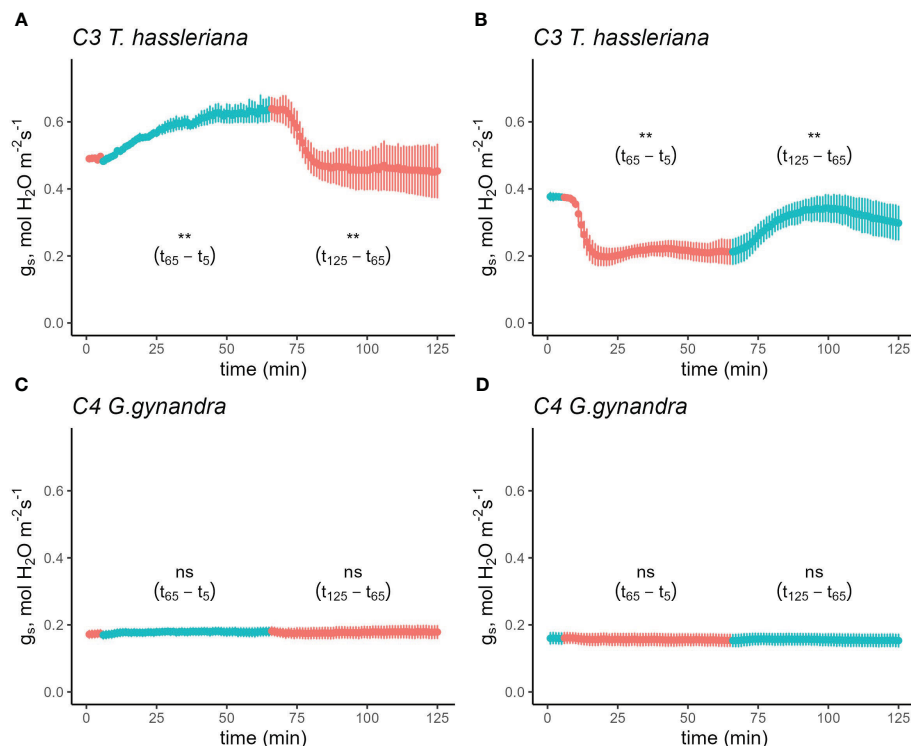 A
C3 T. hassleriana
gₛ, mol H₂O m⁻²s⁻¹
0.6
0.4
0.2
0.0
**
(t₆₅ − t₅)
**
(t₁₂₅ − t₆₅)
0 25 50 75 100 125
time (min)
B
C3 T. hassleriana
gₛ, mol H₂O m⁻²s⁻¹
0.6
0.4
0.2
0.0
**
(t₆₅ − t₅)
**
(t₁₂₅ − t₆₅)
0 25 50 75 100 125
time (min)
C
C4 G.gynandra
gₛ, mol H₂O m⁻²s⁻¹
0.6
0.4
0.2
0.0
ns
(t₆₅ − t₅)
ns
(t₁₂₅ − t₆₅)
0 25 50 75 100 125
time (min)
D
C4 G.gynandra
gₛ, mol H₂O m⁻²s⁻¹
0.6
0.4
0.2
0.0
ns
(t₆₅ − t₅)
ns
(t₁₂₅ − t₆₅)
0 25 50 75 100 125
time (min)